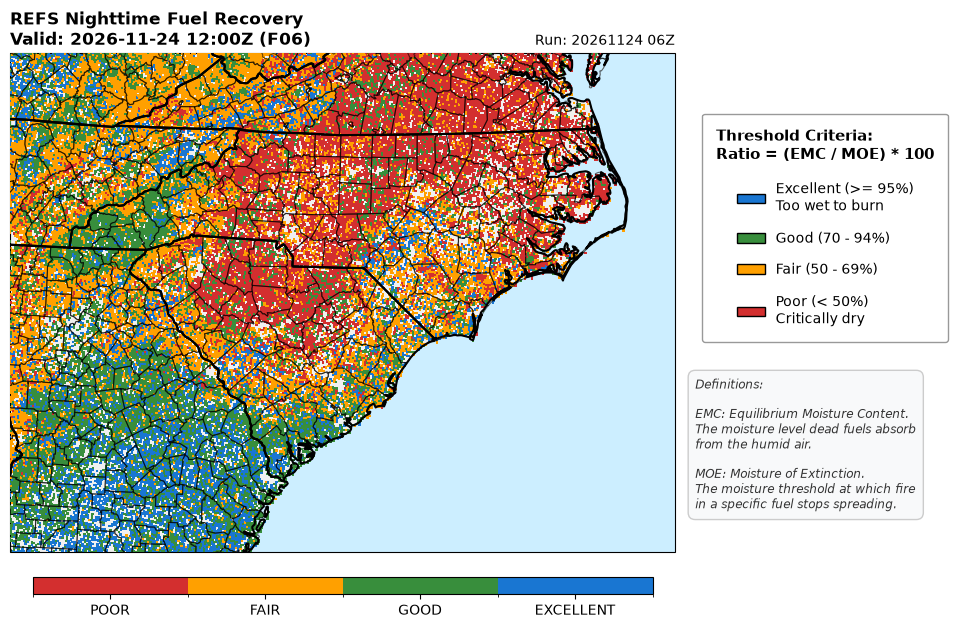 REFS Nighttime Fuel Recovery
Valid: 2026-11-24 12:00Z (F06)
Run: 20261124 06Z
Threshold Criteria:
Ratio = (EMC / MOE) * 100
Excellent (>= 95%)
Too wet to burn
Good (70 - 94%)
Fair (50 - 69%)
Poor (< 50%)
Critically dry
Definitions:
EMC: Equilibrium Moisture Content.
The moisture level dead fuels absorb
from the humid air.
MOE: Moisture of Extinction.
The moisture threshold at which fire
in a specific fuel stops spreading.
POOR FAIR GOOD EXCELLENT